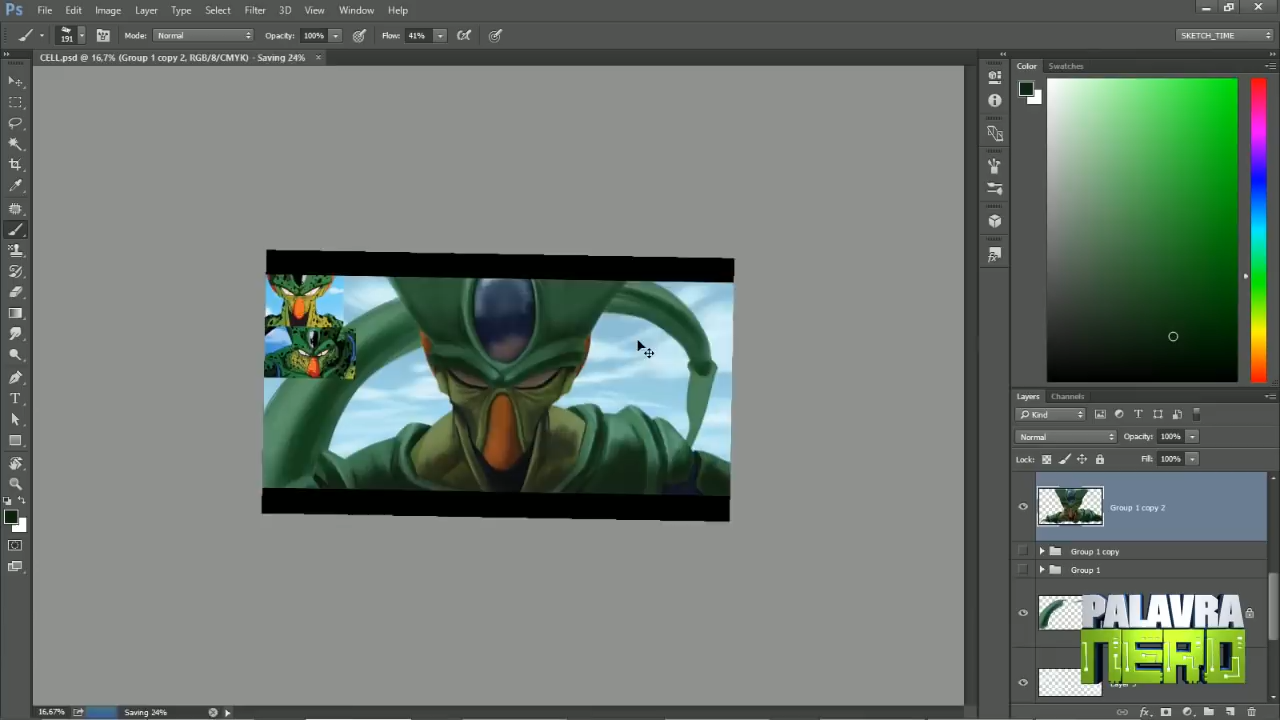 Ps File Edit Image Layer Type Select Filter 3D View Window Help
191 Mode: Normal Opacity: 100% Flow: 41% SKETCH_TIME
CELL.psd @ 16,7% (Group 1 copy 2, RGB/8/CMYK) - Saving 24% ×
Color Swatches
Layers Channels
Kind
Normal Opacity: 100%
Lock: Fill: 100%
Group 1 copy 2
Group 1 copy
Group 1
PALAVRA
NERD
16,67% Saving 24%